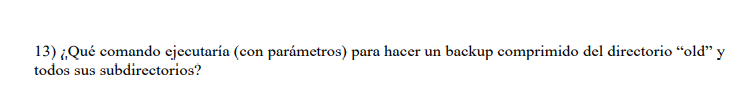 13) ¿Qué comando ejecutaría (con parámetros) para hacer un backup comprimido del directorio “old” y
todos sus subdirectorios?